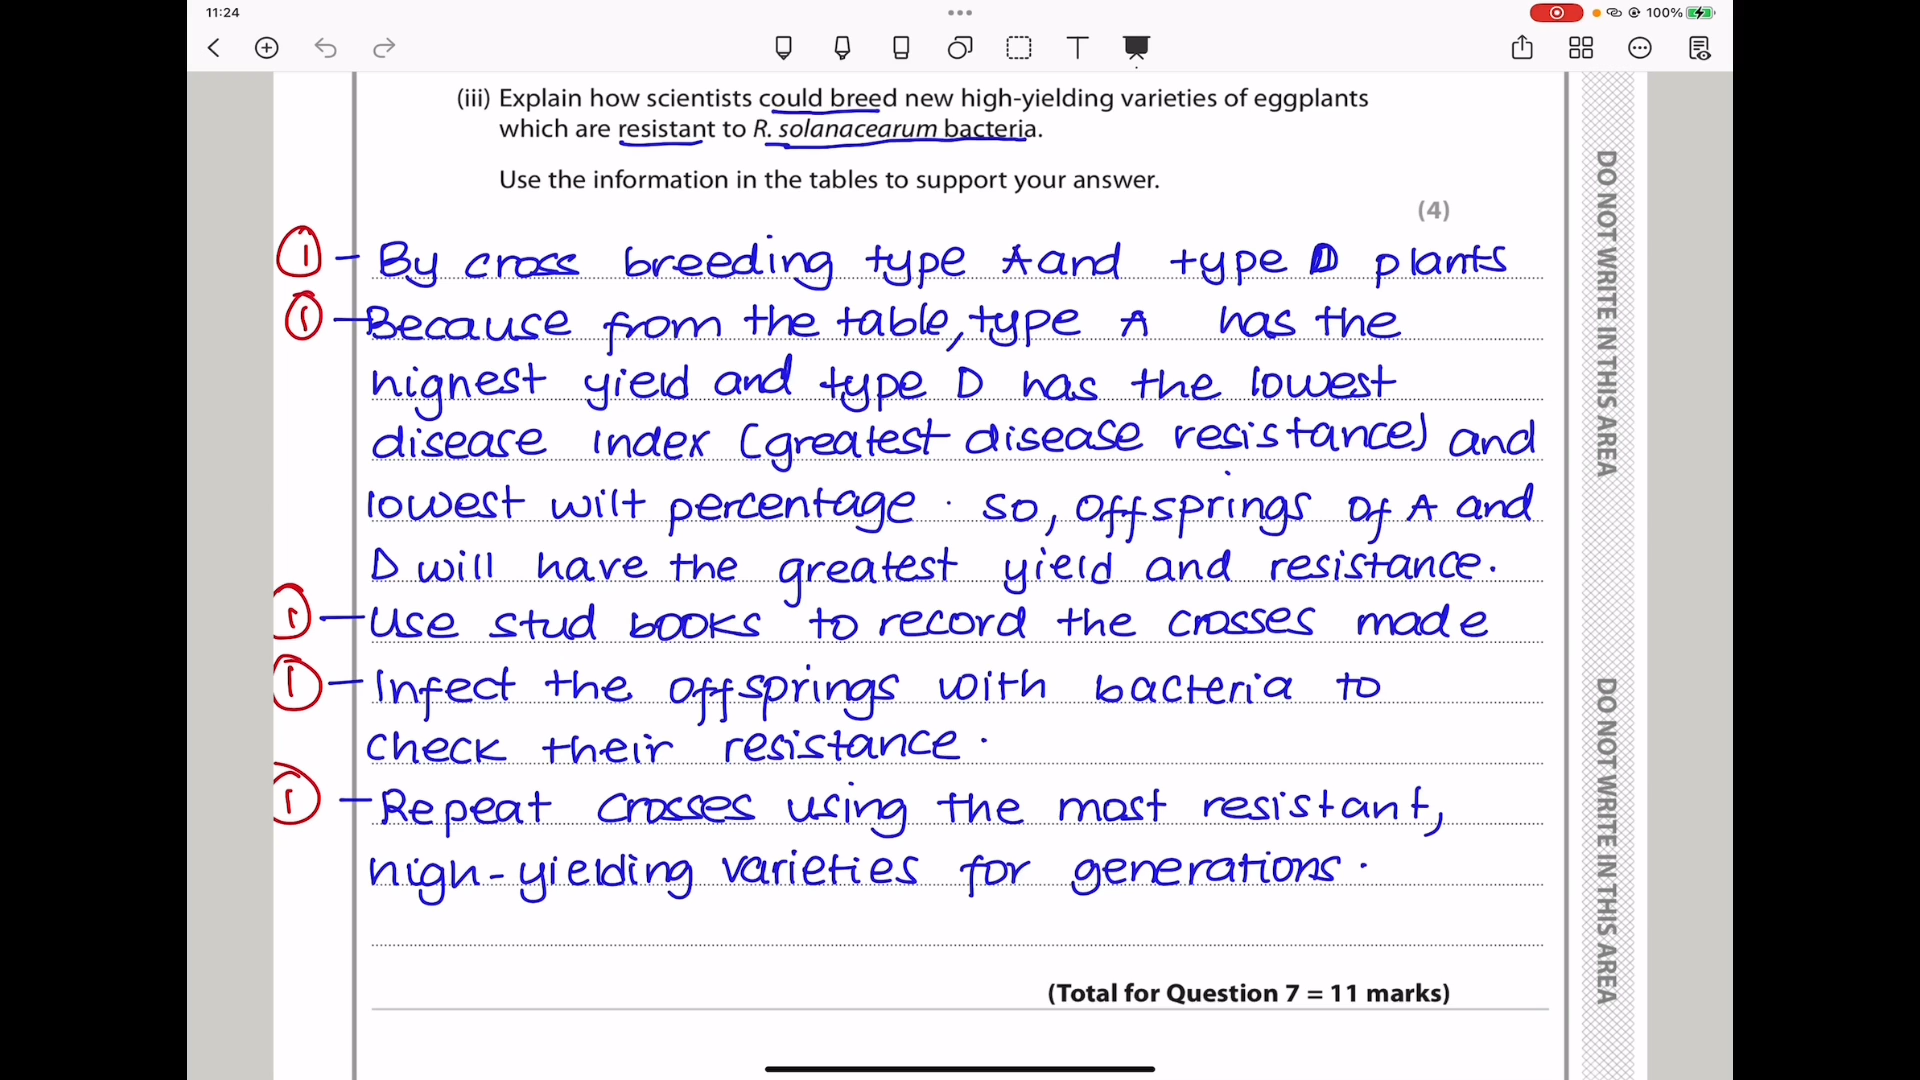 11:24
100%
(iii) Explain how scientists could breed new high-yielding varieties of eggplants
which are resistant to R. solanacearum bacteria.
Use the information in the tables to support your answer.
(4)
1 - By cross breeding type A and type D plants
1 - Because from the table, type A has the
highest yield and type D has the lowest
disease index (greatest disease resistance) and
lowest wilt percentage. so, offsprings of A and
D will have the greatest yield and resistance.
1 - Use stud books to record the crosses made
1 - Infect the offsprings with bacteria to
check their resistance.
1 - Repeat crosses using the most resistant,
high-yielding varieties for generations.
(Total for Question 7 = 11 marks)
DO NOT WRITE IN THIS AREA
DO NOT WRITE IN THIS AREA